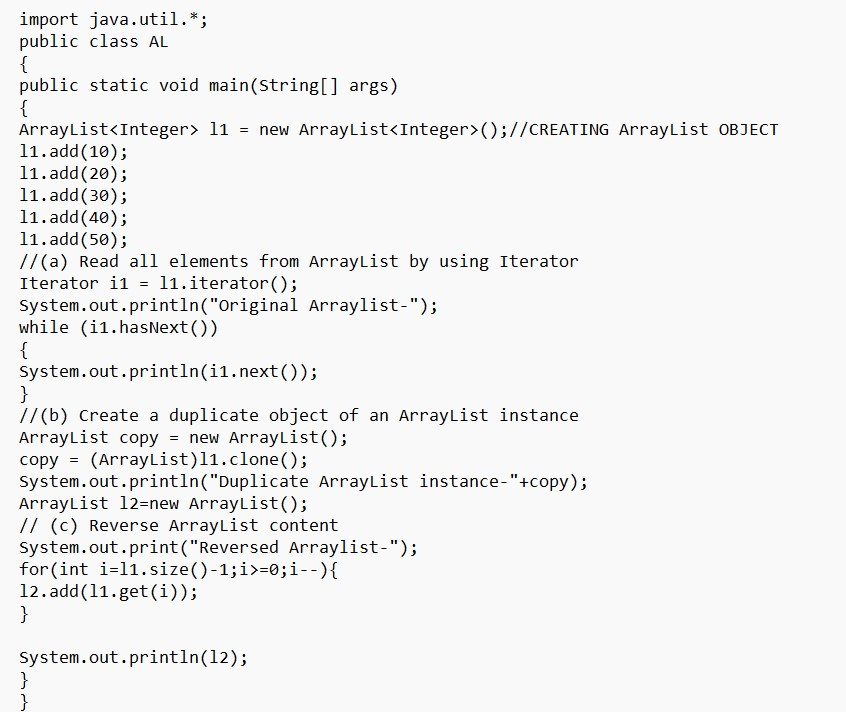 import java.util.*;
public class AL
{
public static void main(String[] args)
{
ArrayList<Integer> l1 = new ArrayList<Integer>();//CREATING ArrayList OBJECT
l1.add(10);
l1.add(20);
l1.add(30);
l1.add(40);
l1.add(50);
//(a) Read all elements from ArrayList by using Iterator
Iterator i1 = l1.iterator();
System.out.println("Original Arraylist-");
while (i1.hasNext())
{
System.out.println(i1.next());
}
//(b) Create a duplicate object of an ArrayList instance
ArrayList copy = new ArrayList();
copy = (ArrayList)l1.clone();
System.out.println("Duplicate ArrayList instance-"+copy);
ArrayList l2=new ArrayList();
// (c) Reverse ArrayList content
System.out.print("Reversed Arraylist-");
for(int i=l1.size()-1;i>=0;i--){
l2.add(l1.get(i));
}

System.out.println(l2);
}
}